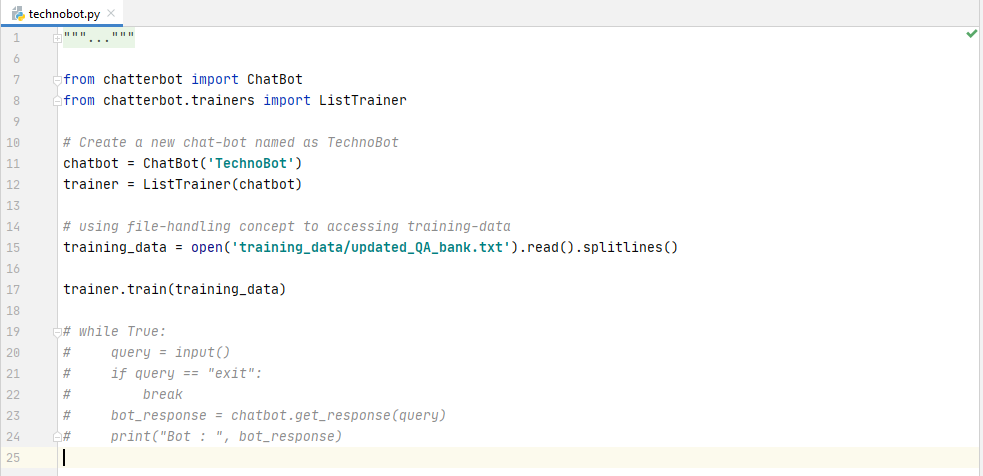 technobot.py
1 """..."""
6
7 from chatterbot import ChatBot
8 from chatterbot.trainers import ListTrainer
9
10 # Create a new chat-bot named as TechnoBot
11 chatbot = ChatBot('TechnoBot')
12 trainer = ListTrainer(chatbot)
13
14 # using file-handling concept to accessing training-data
15 training_data = open('training_data/updated_QA_bank.txt').read().splitlines()
16
17 trainer.train(training_data)
18
19 # while True:
20 #     query = input()
21 #     if query == "exit":
22 #         break
23 #     bot_response = chatbot.get_response(query)
24 #     print("Bot : ", bot_response)
25